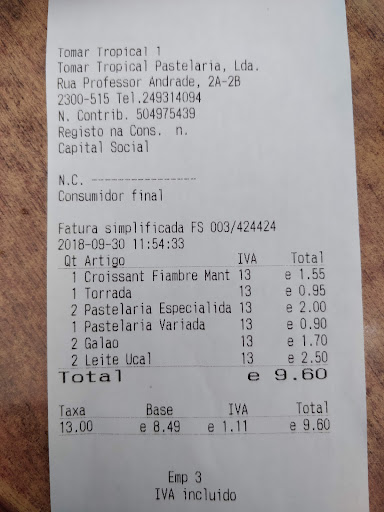 Tomar Tropical 1
Tomar Tropical Pastelaria, Lda.
Rua Professor Andrade, 2A-2B
2300-515 Tel.249314094
N. Contrib. 504975439
Registo na Cons. n.
Capital Social
N.C. ----------------
Consumidor final
Fatura simplificada FS 003/424424
2018-09-30 11:54:33
Qt Artigo IVA Total
1 Croissant Fiambre Mant 13 e 1.55
1 Torrada 13 e 0.95
2 Pastelaria Especialida 13 e 2.00
1 Pastelaria Variada 13 e 0.90
2 Galao 13 e 1.70
2 Leite Ucal 13 e 2.50
Total e 9.60
Taxa Base IVA Total
13.00 e 8.49 e 1.11 e 9.60
Emp 3
IVA incluido